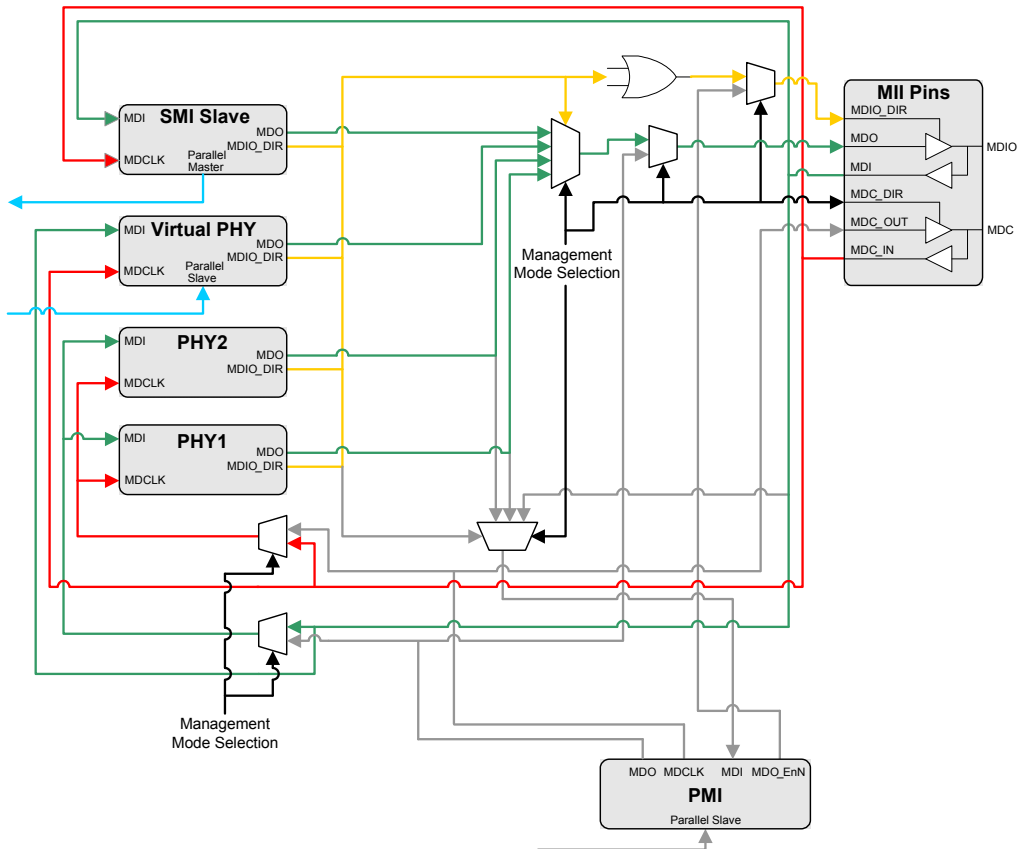 SMI Slave
MDI
MDO
MDIO_DIR
MDCLK
Parallel
Master
Virtual PHY
MDI
MDO
MDIO_DIR
MDCLK
Parallel
Slave
PHY2
MDI
MDO
MDIO_DIR
MDCLK
PHY1
MDI
MDO
MDIO_DIR
MDCLK
Management
Mode Selection
MII Pins
MDIO_DIR
MDO
MDIO
MDI
MDC_DIR
MDC_OUT
MDC
MDC_IN
Management
Mode Selection
MDO MDCLK MDI MDO_EnN
PMI
Parallel Slave